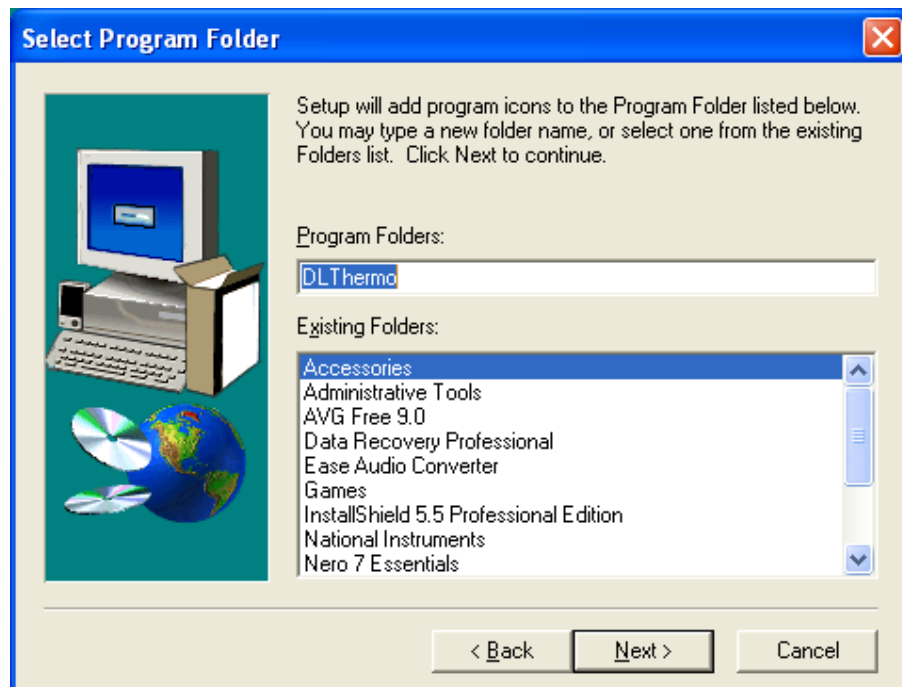 Select Program Folder
Setup will add program icons to the Program Folder listed below.
You may type a new folder name, or select one from the existing
Folders list.  Click Next to continue.
Program Folders:
DLThermo
Existing Folders:
Accessories
Administrative Tools
AVG Free 9.0
Data Recovery Professional
Ease Audio Converter
Games
InstallShield 5.5 Professional Edition
National Instruments
Nero 7 Essentials
< Back
Next >
Cancel